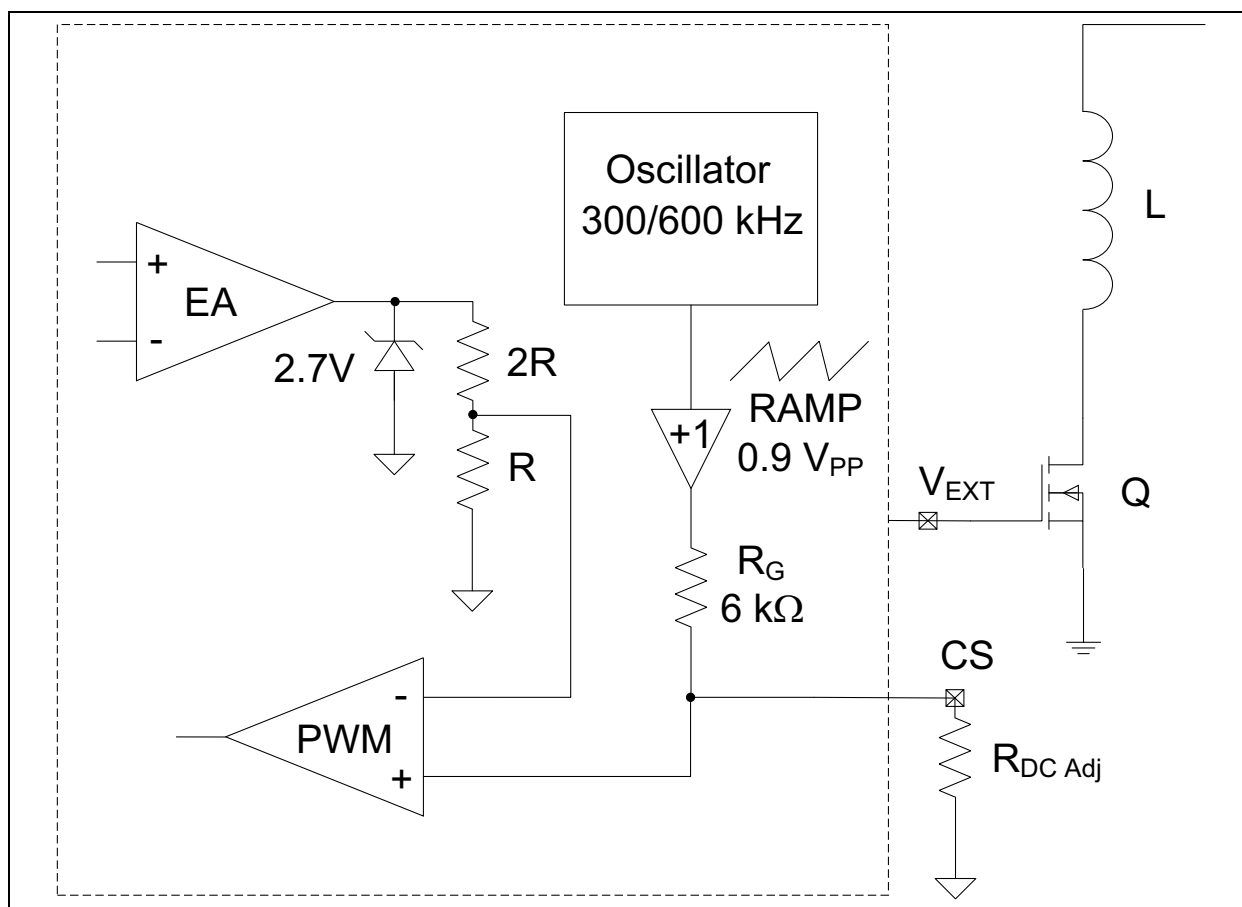 Oscillator
300/600 kHz
L
+
EA
-
2.7V
2R
R
+1
RAMP
0.9 VPP
VEXT
Q
RG
6 kΩ
CS
-
PWM
+
RDC Adj